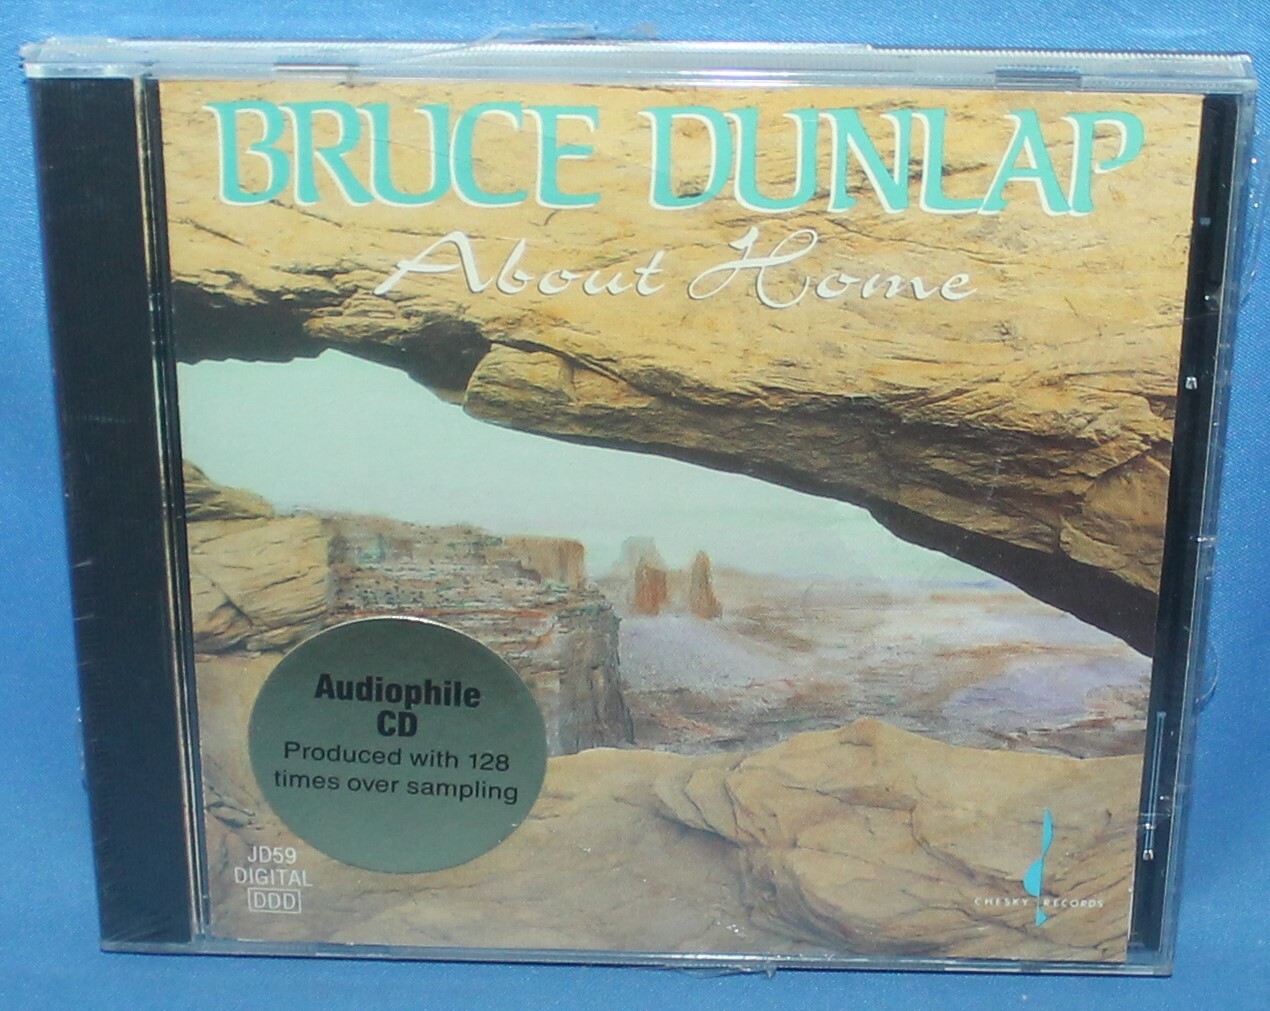 BRUCE DUNLAP
About Home
Audiophile
CD
Produced with 128
times over sampling
JD59
DIGITAL
DDD
CHESKY RECORDS